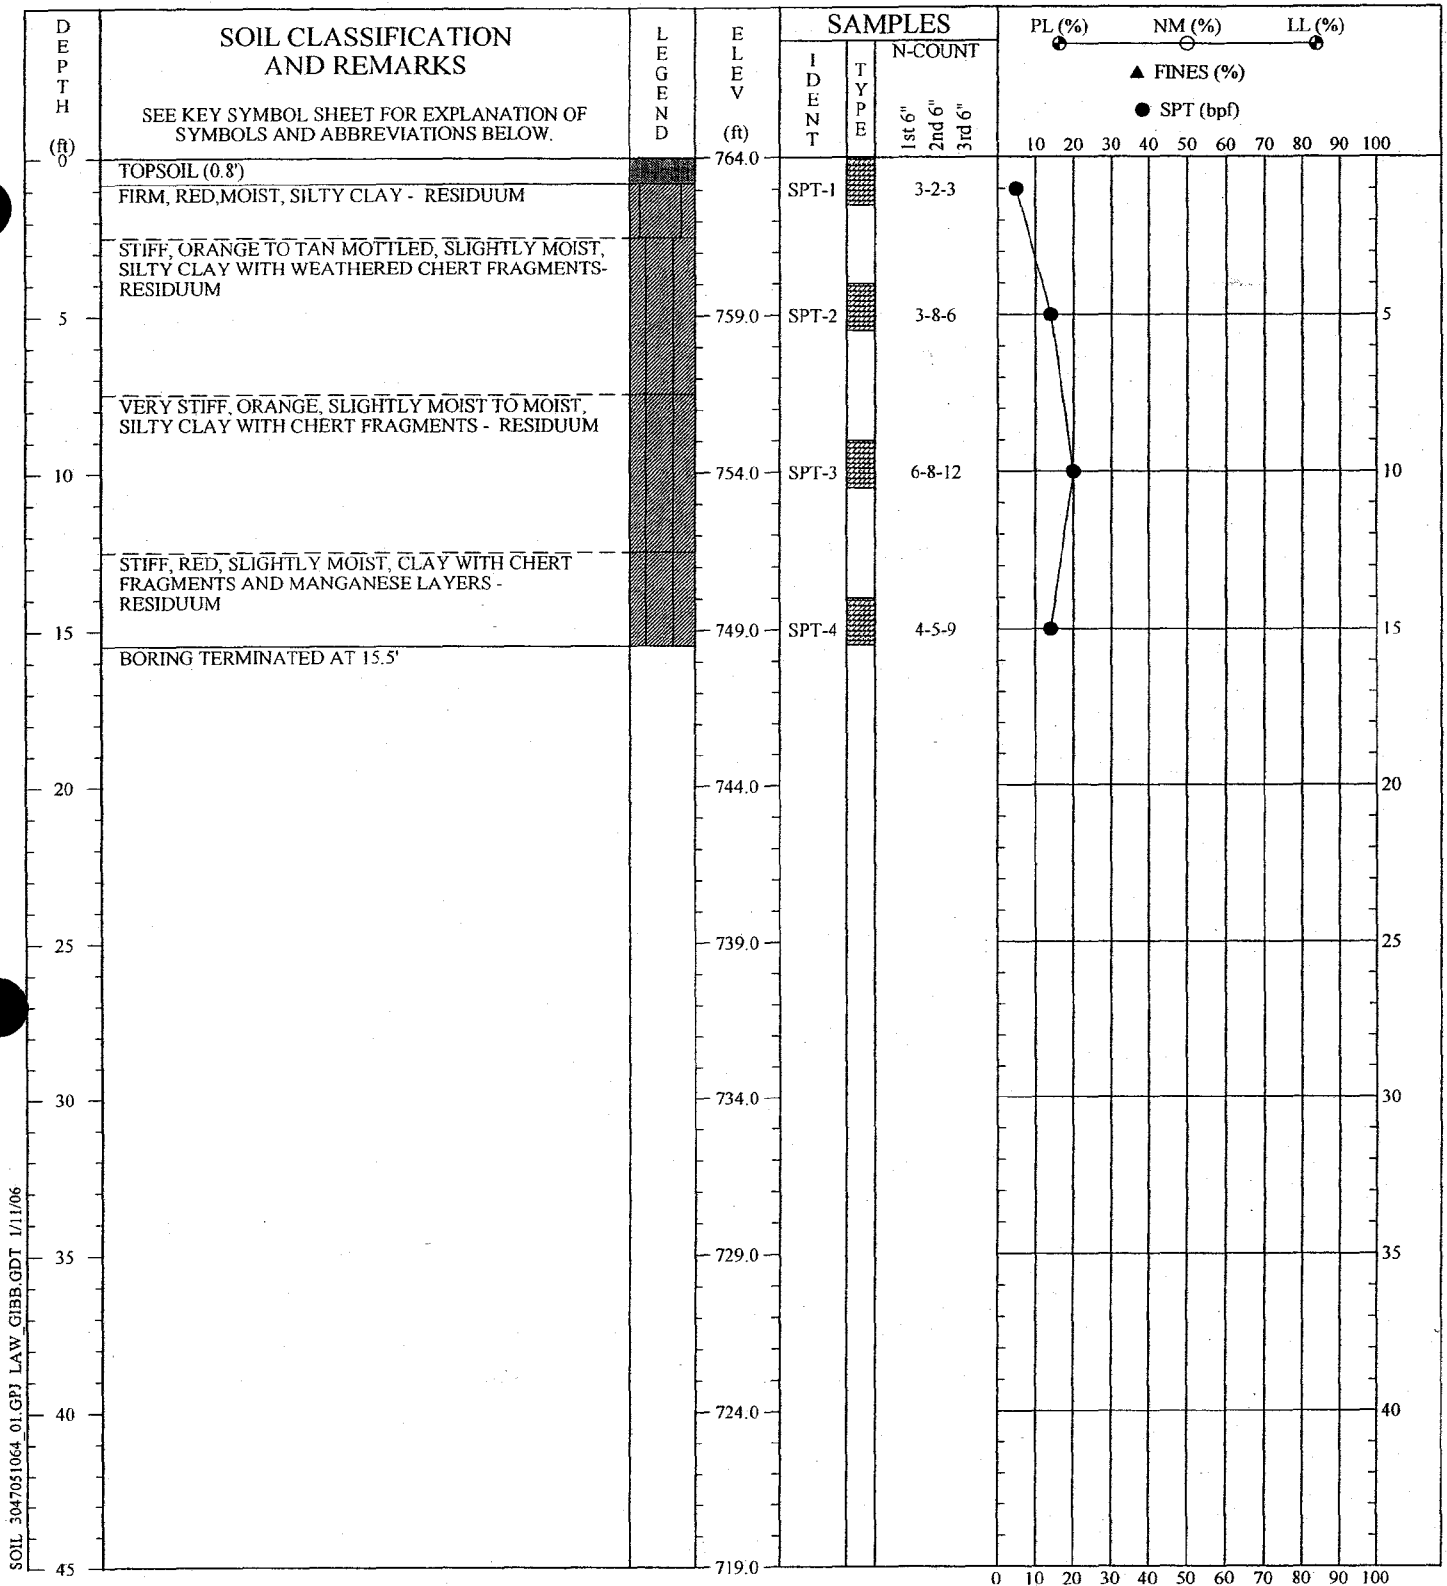 DEPTH (ft)
SOIL CLASSIFICATION
AND REMARKS
SEE KEY SYMBOL SHEET FOR EXPLANATION OF
SYMBOLS AND ABBREVIATIONS BELOW.
LEGEND
ELEV (ft)
SAMPLES
IDENT
TYPE
N-COUNT
1st 6"
2nd 6"
3rd 6"
PL (%) NM (%) LL (%)
▲ FINES (%)
● SPT (bpf)
10 20 30 40 50 60 70 80 90 100
0 764.0
TOPSOIL (0.8')
FIRM, RED,MOIST, SILTY CLAY - RESIDUUM
SPT-1 3-2-3
STIFF, ORANGE TO TAN MOTTLED, SLIGHTLY MOIST,
SILTY CLAY WITH WEATHERED CHERT FRAGMENTS-
RESIDUUM
5 759.0 SPT-2 3-8-6 5
VERY STIFF, ORANGE, SLIGHTLY MOIST TO MOIST,
SILTY CLAY WITH CHERT FRAGMENTS - RESIDUUM
10 754.0 SPT-3 6-8-12 10
STIFF, RED, SLIGHTLY MOIST, CLAY WITH CHERT
FRAGMENTS AND MANGANESE LAYERS -
RESIDUUM
15 749.0 SPT-4 4-5-9 15
BORING TERMINATED AT 15.5'
20 744.0 20
25 739.0 25
30 734.0 30
35 729.0 35
40 724.0 40
45 719.0
0 10 20 30 40 50 60 70 80 90 100
SOIL 3047051064_01.GPJ LAW_GIBB.GDT 1/11/06